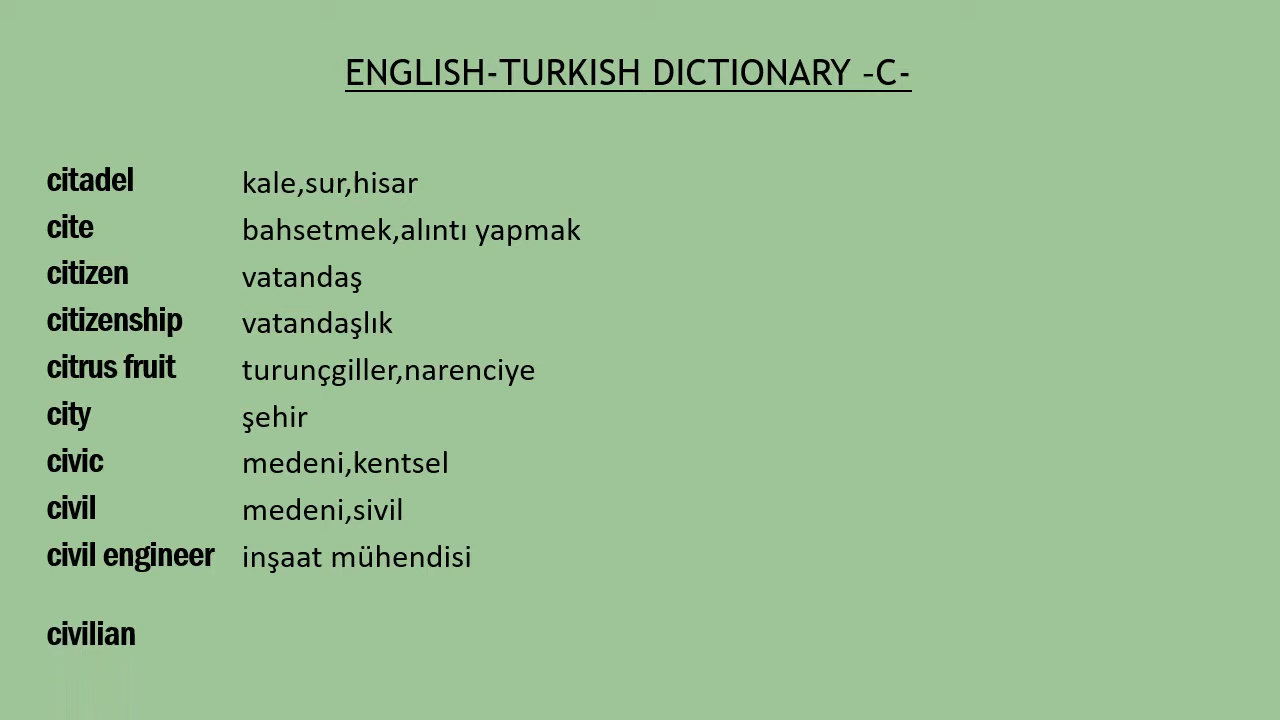 ENGLISH-TURKISH DICTIONARY –C-
citadel kale,sur,hisar
cite bahsetmek,alıntı yapmak
citizen vatandaş
citizenship vatandaşlık
citrus fruit turunçgiller,narenciye
city şehir
civic medeni,kentsel
civil medeni,sivil
civil engineer inşaat mühendisi
civilian